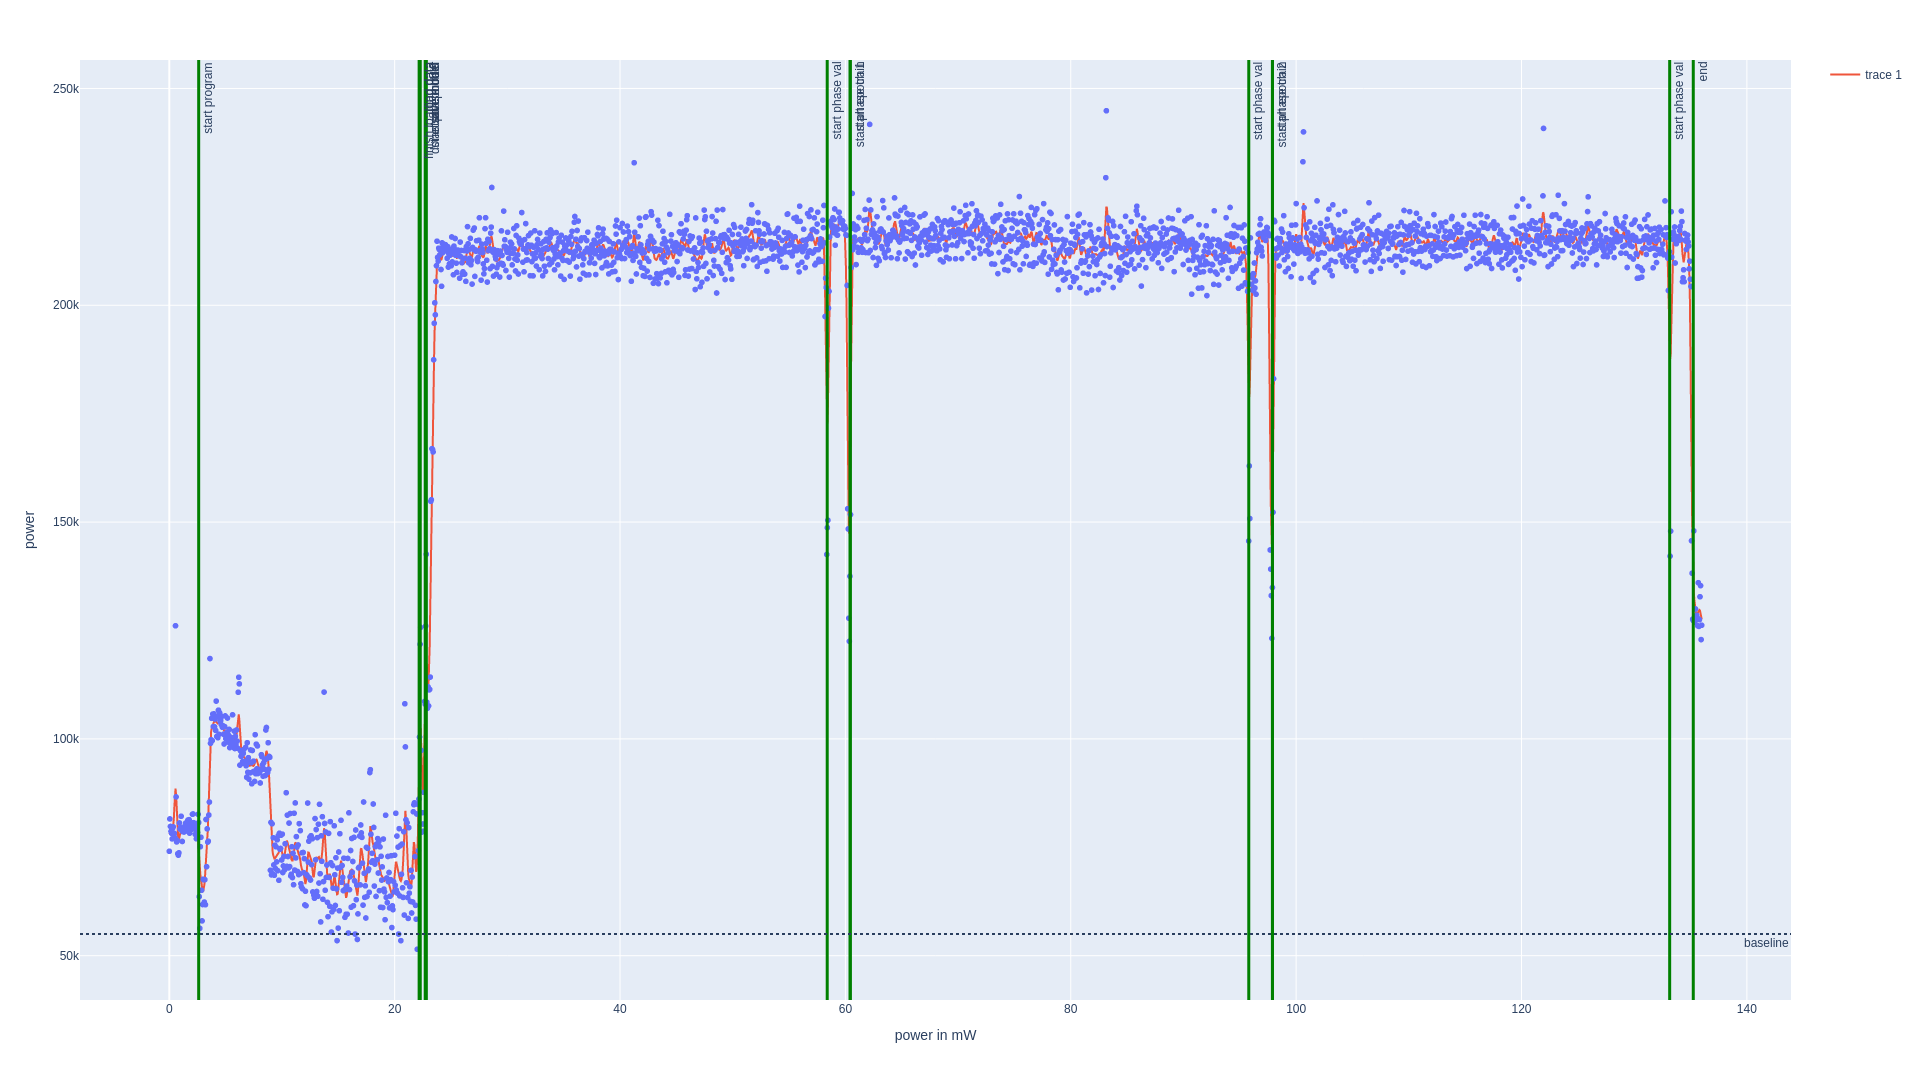 250k
200k
150k
100k
50k
power
0
20
40
60
80
100
120
140
power in mW
start program
start phase val
start phase val
start phase val
end
baseline
trace 1